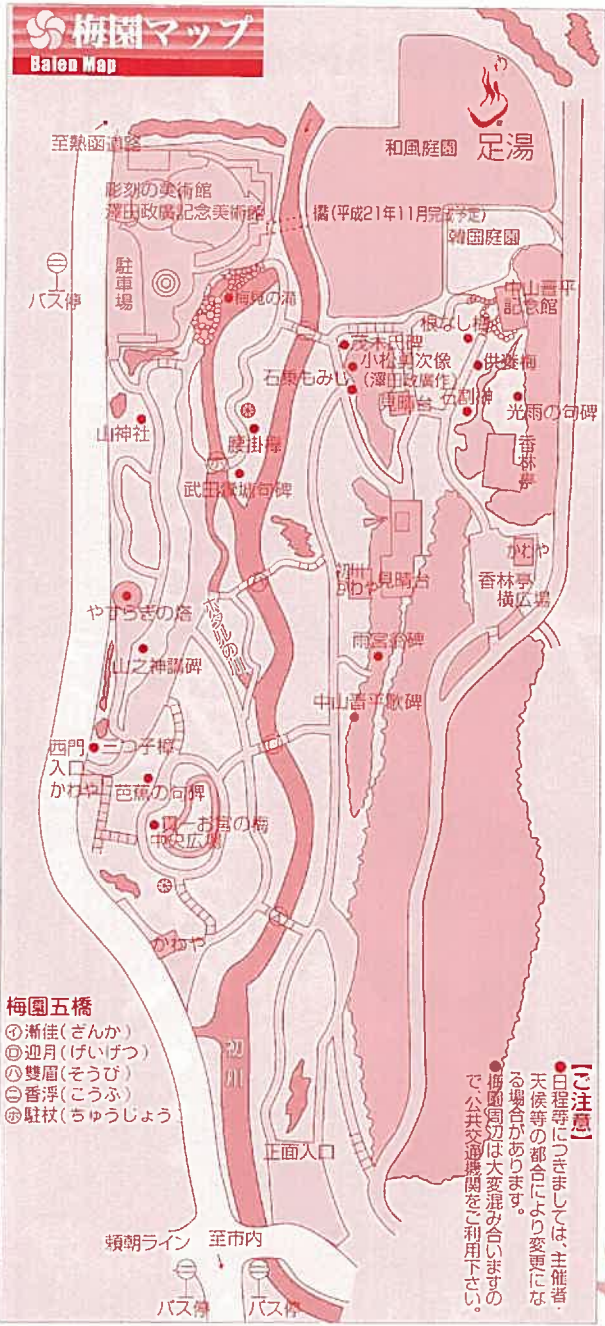 梅園マップ
Baien Map
至熱函道路
彫刻の美術館
澤田政廣記念美術館
橋(平成21年11月完成予定)
和風庭園
足湯
韓国庭園
バス停
駐車場
梅見の滝
中山晋平
記念館
根なし梅
茂木氏碑
小松男次像
(澤田政廣作)
供養梅
石乗もみじ
見晴台
石割神
光雨の句碑
香林亭
山神社
腰掛樟
武田鶯塘句碑
初川
かわや
見晴台
かわや
香林亭
横広場
やすらぎの塔
ホタルの川
雨宮翁碑
山之神講碑
中山晋平歌碑
西門
入口
三つ子樟
かわや
芭蕉の句碑
貫一お宮の梅
中央広場
かわや
梅園五橋
㋑漸佳(ざんか)
㋺迎月(げいげつ)
㋩雙眉(そうび)
㋥香浮(こうふ)
㋭駐杖(ちゅうじょう)
初川
正面入口
【ご注意】
●日程等につきましては、主催者・
天候等の都合により変更にな
る場合があります。
●梅園周辺は大変混み合いますの
で、公共交通機関をご利用下さい。
頼朝ライン
至市内
バス停
バス停